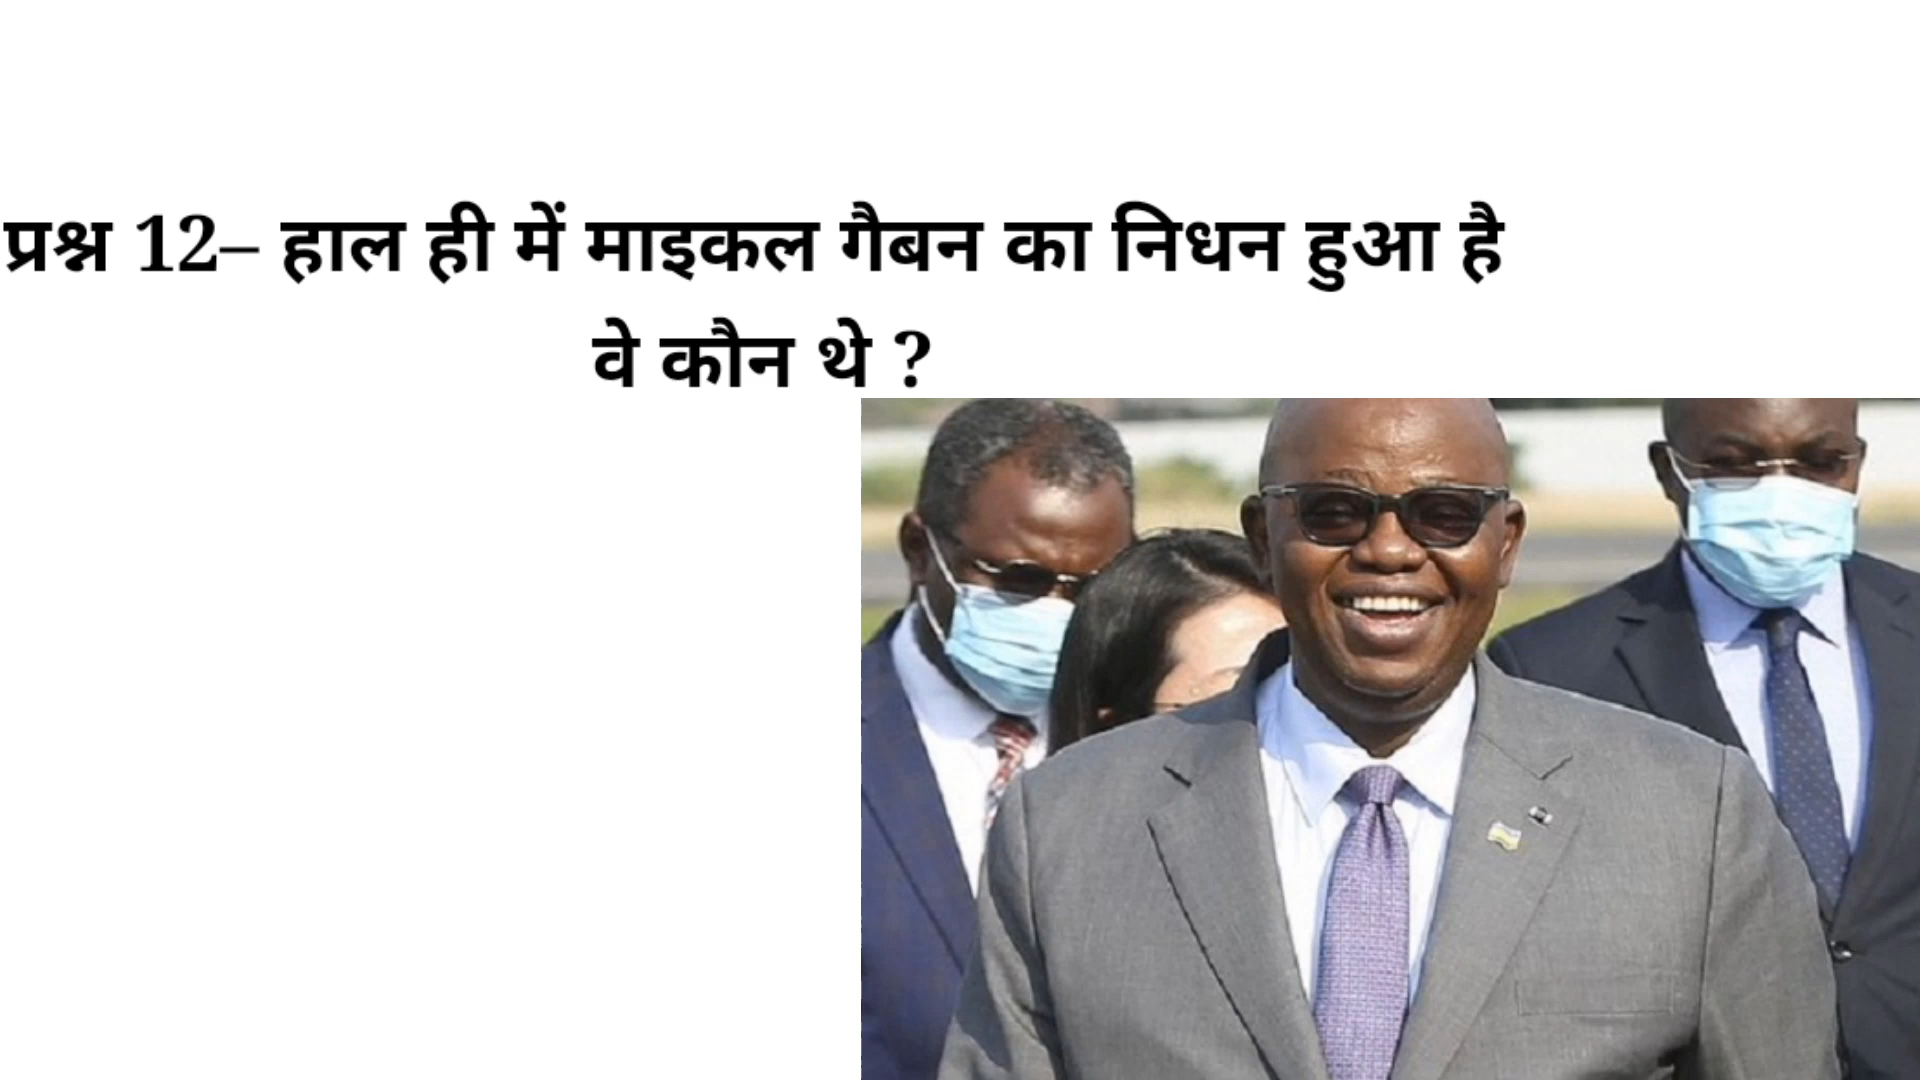 प्रश्न 12– हाल ही में माइकल गैबन का निधन हुआ है
वे कौन थे ?